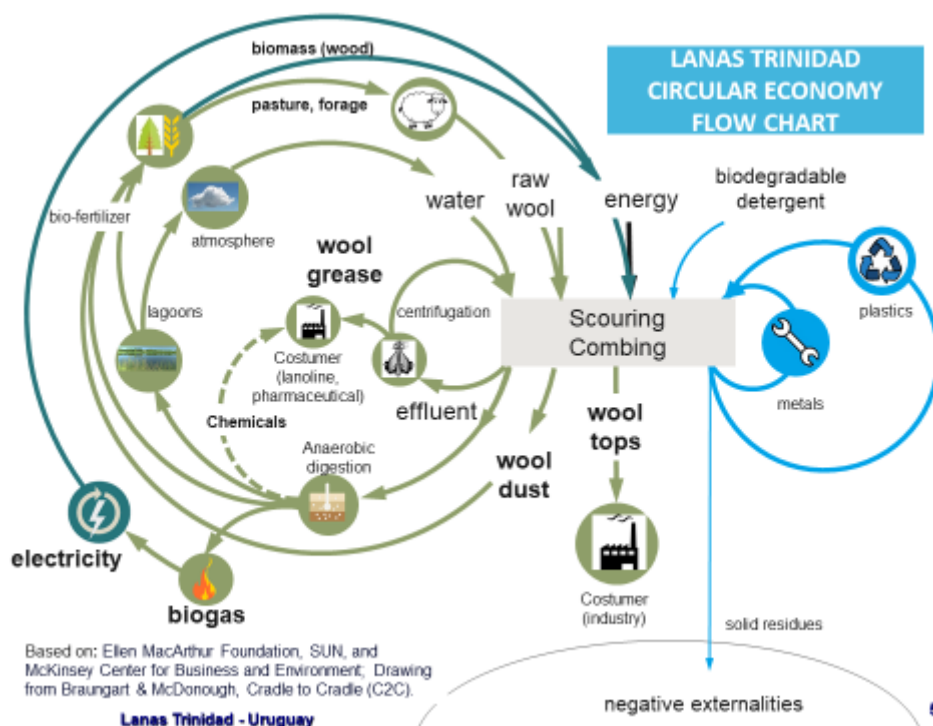 LANAS TRINIDAD
CIRCULAR ECONOMY
FLOW CHART
biomass (wood)
pasture, forage
bio-fertilizer
atmosphere
water
raw
wool
energy
biodegradable
detergent
wool
grease
centrifugation
lagoons
Scouring
Combing
plastics
metals
Costumer
(lanoline,
pharmaceutical)
effluent
Chemicals
Anaerobic
digestion
wool
dust
wool
tops
electricity
biogas
Costumer
(industry)
solid residues
negative externalities
Based on: Ellen MacArthur Foundation, SUN, and
McKinsey Center for Business and Environment; Drawing
from Braungart & McDonough, Cradle to Cradle (C2C).
Lanas Trinidad - Uruguay